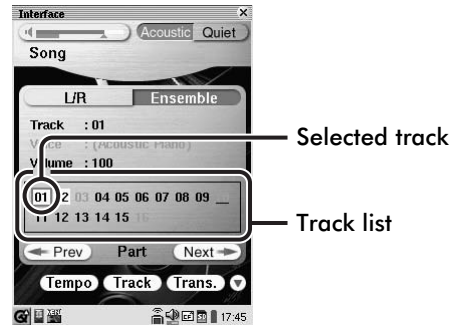 Interface ×
Acoustic Quiet
Song
L/R Ensemble
Track : 01
Voice : (Acoustic Piano)
Volume : 100
01 02 03 04 05 06 07 08 09 __
11 12 13 14 15 16
Prev Part Next
Tempo Track Trans.
17:45
Selected track
Track list